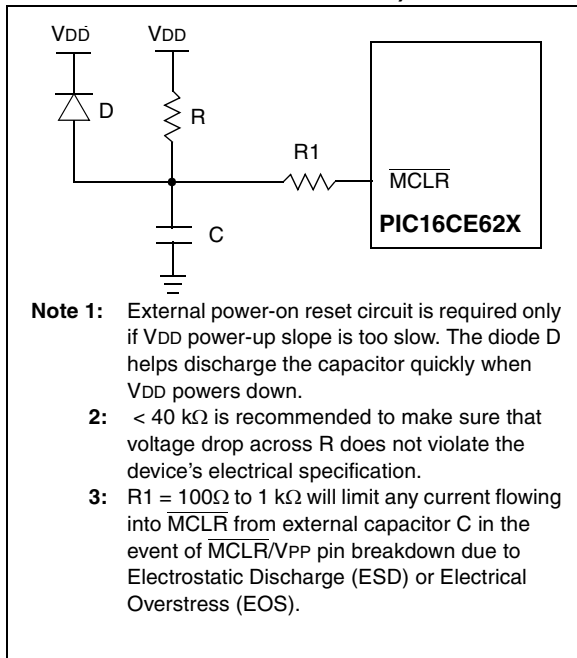 VDD VDD
D
R
R1
MCLR
PIC16CE62X
C
Note 1: External power-on reset circuit is required only
if VDD power-up slope is too slow. The diode D
helps discharge the capacitor quickly when
VDD powers down.
2: < 40 kΩ is recommended to make sure that
voltage drop across R does not violate the
device's electrical specification.
3: R1 = 100Ω to 1 kΩ will limit any current flowing
into MCLR from external capacitor C in the
event of MCLR/VPP pin breakdown due to
Electrostatic Discharge (ESD) or Electrical
Overstress (EOS).